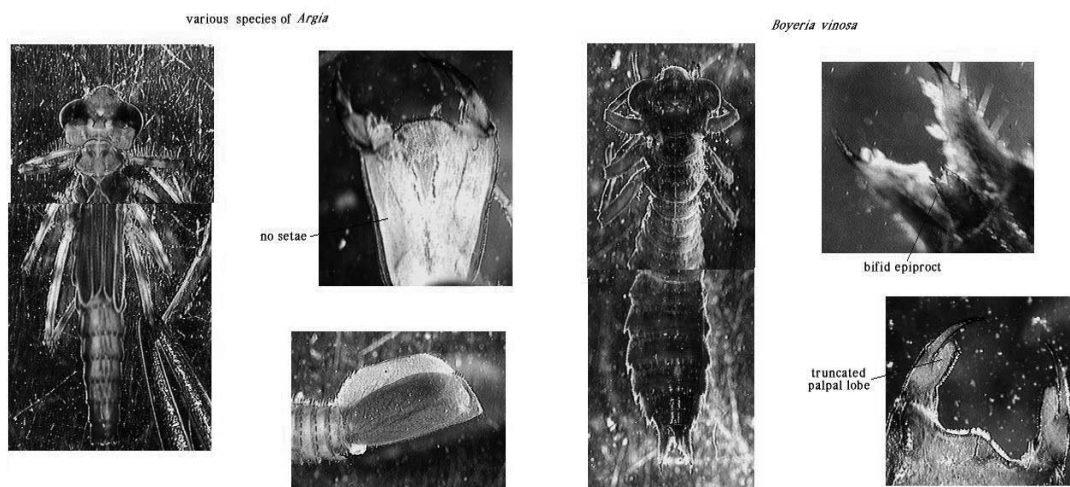 various species of Argia
no setae
Boyeria vinosa
bifid epiproct
truncated
palpal lobe